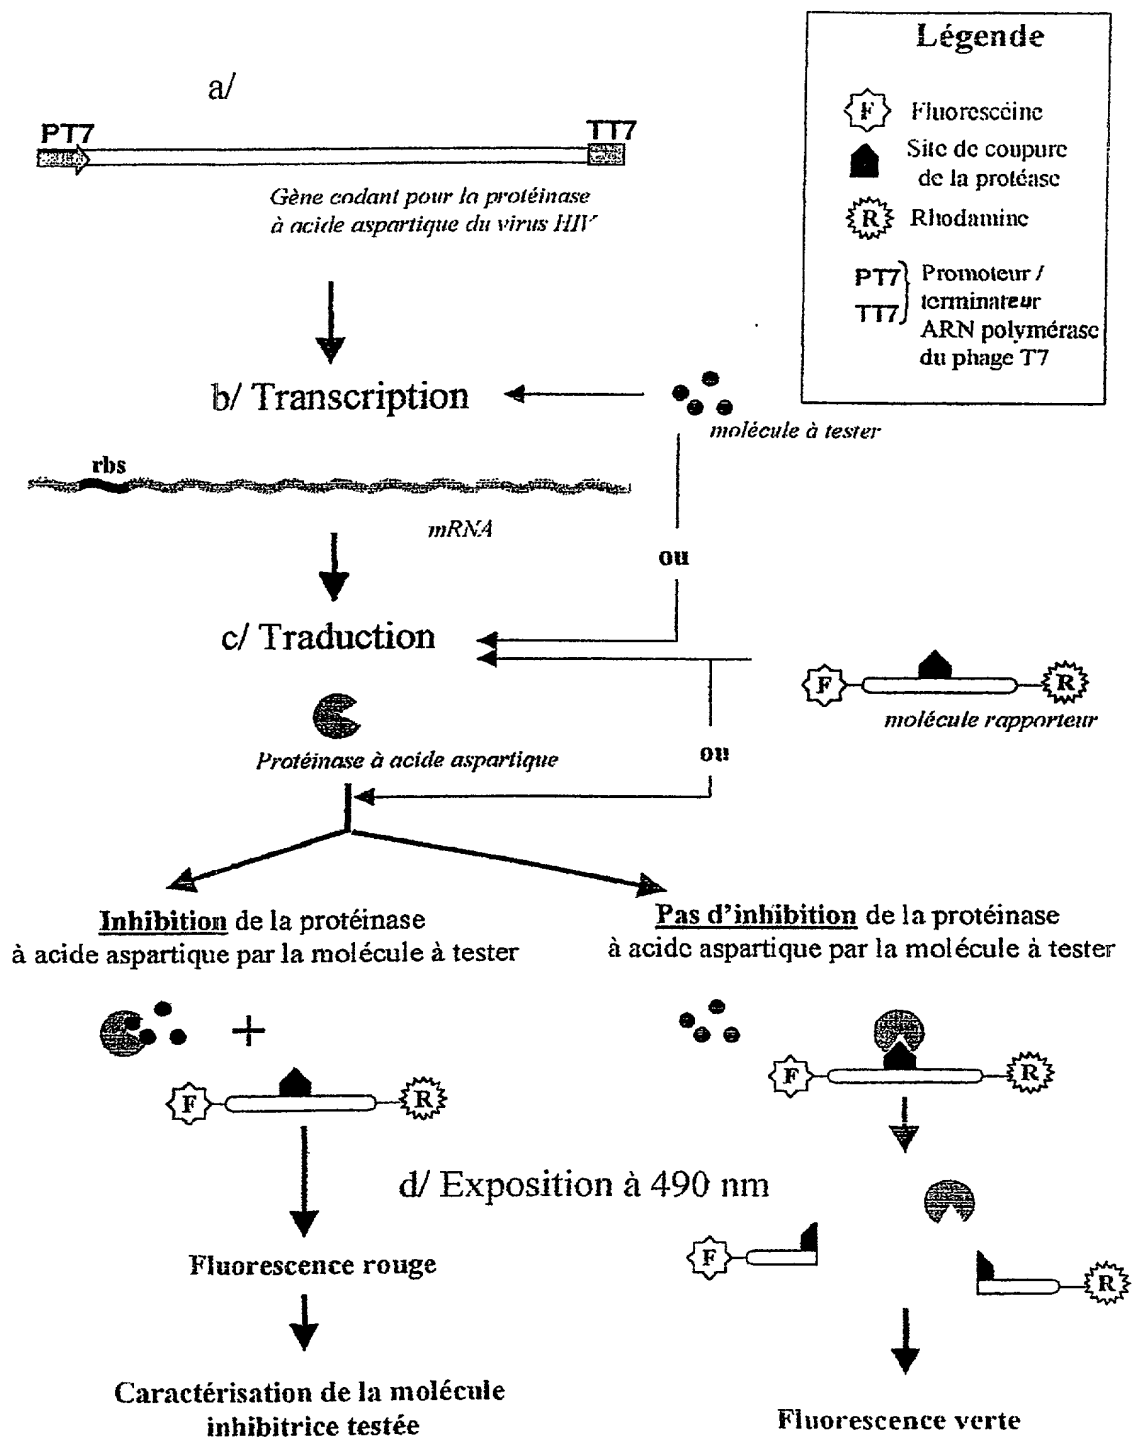 a/
PT7
TT7
Gène codant pour la protéinase
à acide aspartique du virus HIV
Légende
F
Fluorescéine
Site de coupure
de la protéase
R
Rhodamine
PT7
TT7
Promoteur /
terminateur
ARN polymérase
du phage T7
b/ Transcription
molécule à tester
rbs
mRNA
ou
c/ Traduction
F
R
molécule rapporteur
Protéinase à acide aspartique
ou
Inhibition de la protéinase
à acide aspartique par la molécule à tester
Pas d'inhibition de la protéinase
à acide aspartique par la molécule à tester
+
F
R
F
R
d/ Exposition à 490 nm
F
R
Fluorescence rouge
Caractérisation de la molécule
inhibitrice testée
Fluorescence verte